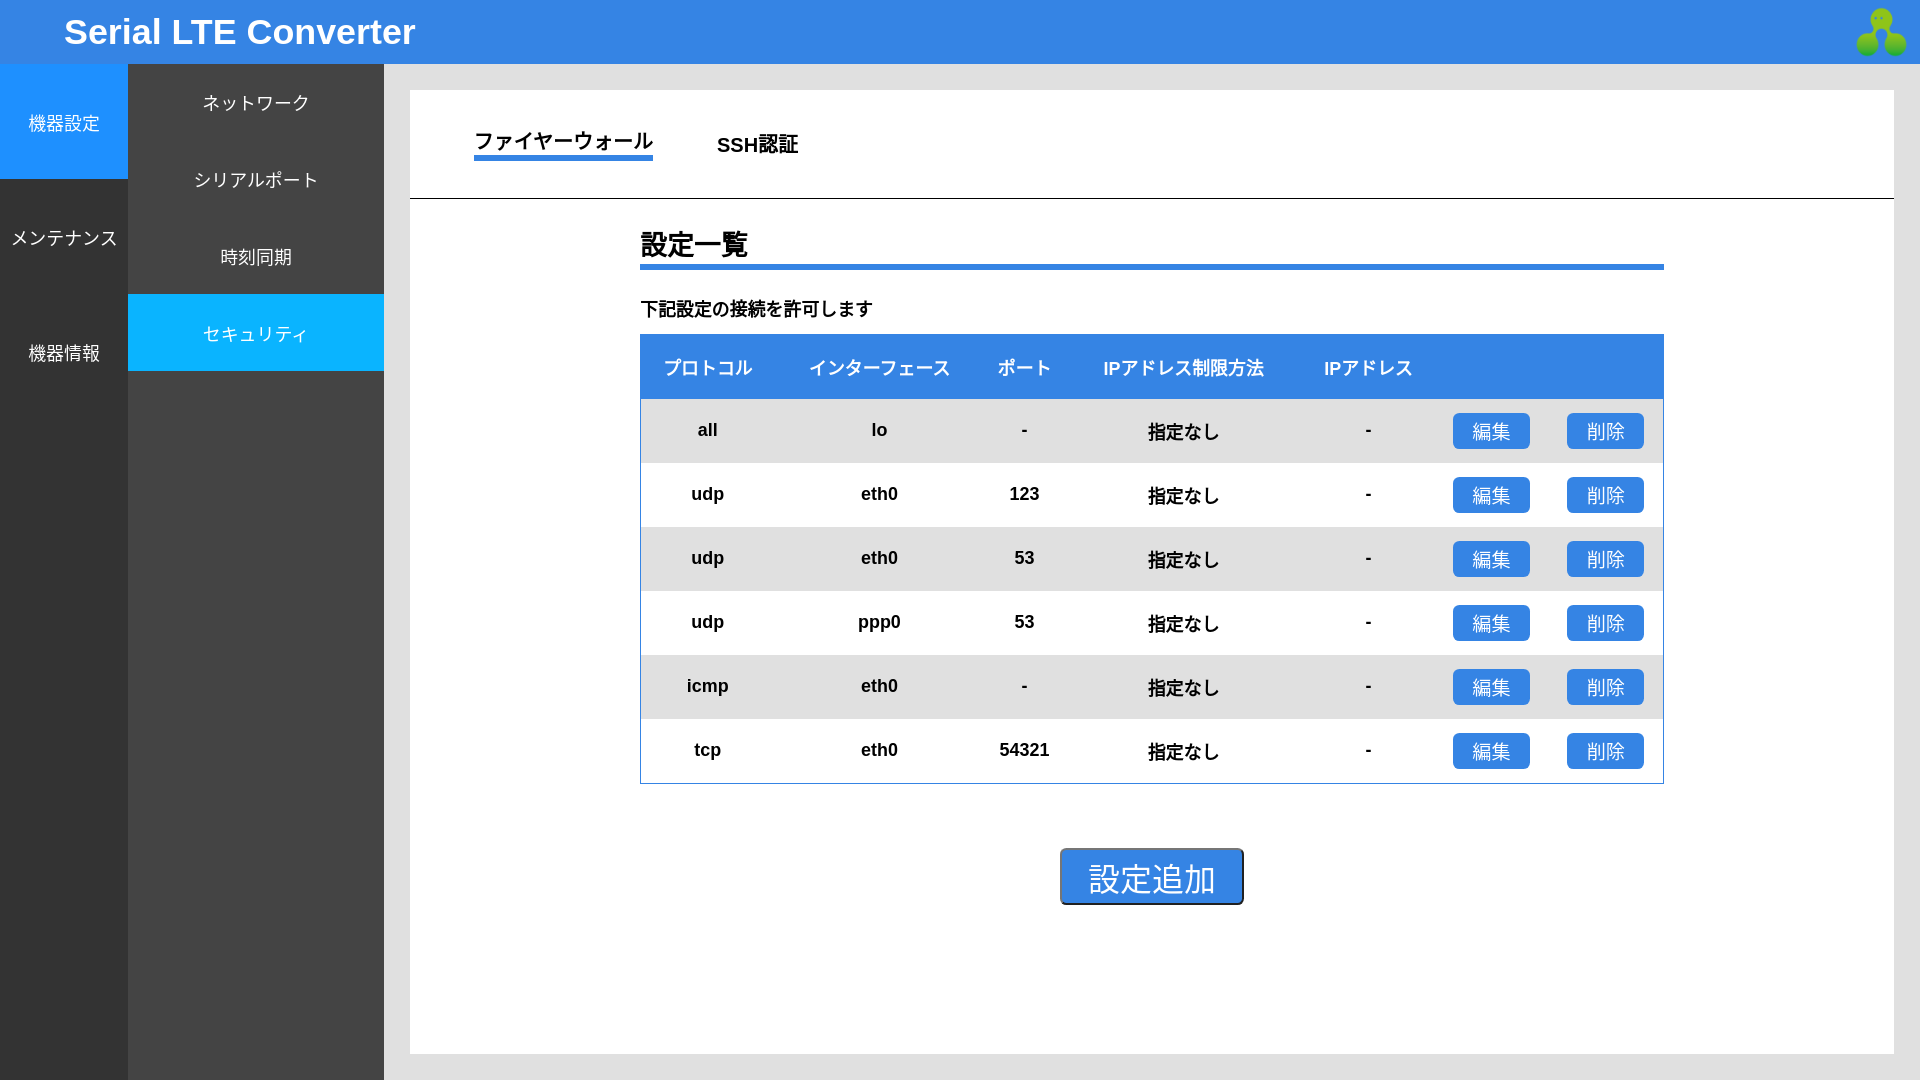 Serial LTE Converter
機器設定
メンテナンス
機器情報
ネットワーク
シリアルポート
時刻同期
セキュリティ
ファイヤーウォール SSH認証
設定一覧
下記設定の接続を許可します
プロトコル インターフェース ポート IPアドレス制限方法 IPアドレス
all lo - 指定なし - 編集 削除
udp eth0 123 指定なし - 編集 削除
udp eth0 53 指定なし - 編集 削除
udp ppp0 53 指定なし - 編集 削除
icmp eth0 - 指定なし - 編集 削除
tcp eth0 54321 指定なし - 編集 削除
設定追加